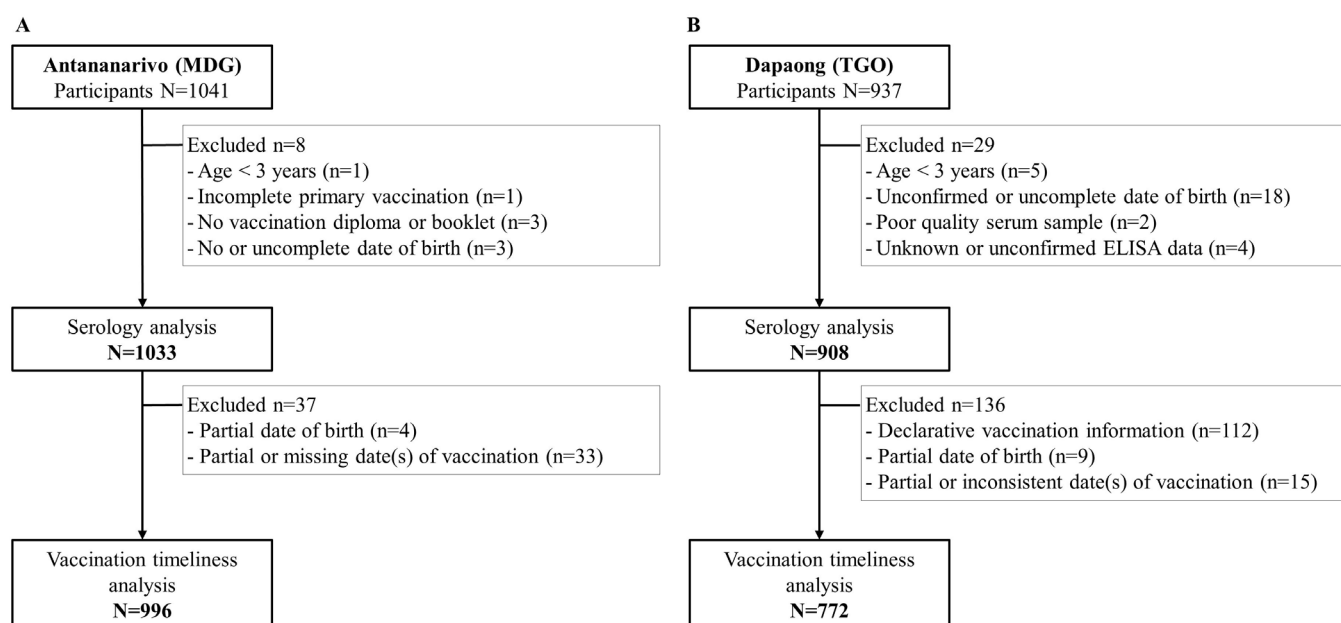 A
Antananarivo (MDG)
Participants N=1041
Excluded n=8
- Age < 3 years (n=1)
- Incomplete primary vaccination (n=1)
- No vaccination diploma or booklet (n=3)
- No or uncomplete date of birth (n=3)
Serology analysis
N=1033
Excluded n=37
- Partial date of birth (n=4)
- Partial or missing date(s) of vaccination (n=33)
Vaccination timeliness
analysis
N=996
B
Dapaong (TGO)
Participants N=937
Excluded n=29
- Age < 3 years (n=5)
- Unconfirmed or uncomplete date of birth (n=18)
- Poor quality serum sample (n=2)
- Unknown or unconfirmed ELISA data (n=4)
Serology analysis
N=908
Excluded n=136
- Declarative vaccination information (n=112)
- Partial date of birth (n=9)
- Partial or inconsistent date(s) of vaccination (n=15)
Vaccination timeliness
analysis
N=772